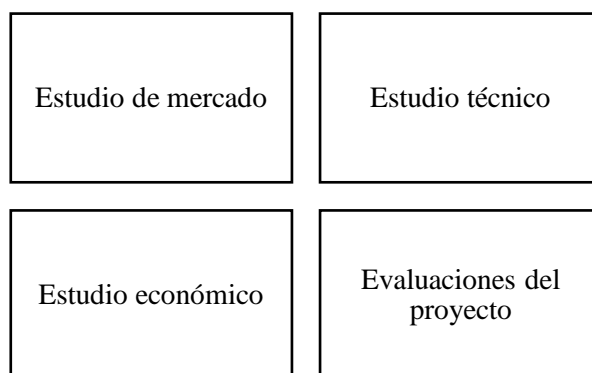 Estudio de mercado
Estudio técnico
Estudio económico
Evaluaciones del
proyecto